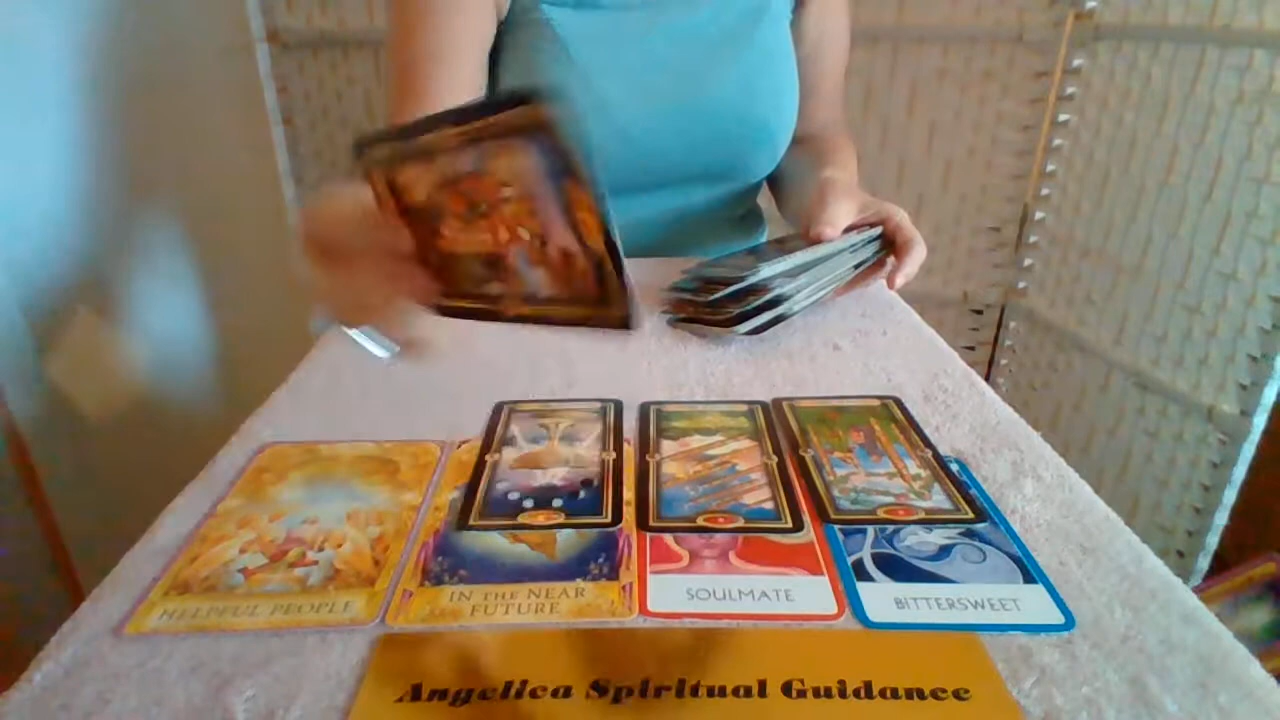 HELPFUL PEOPLE
IN THE NEAR
FUTURE
SOULMATE
BITTERSWEET
Angelica Spiritual Guidance